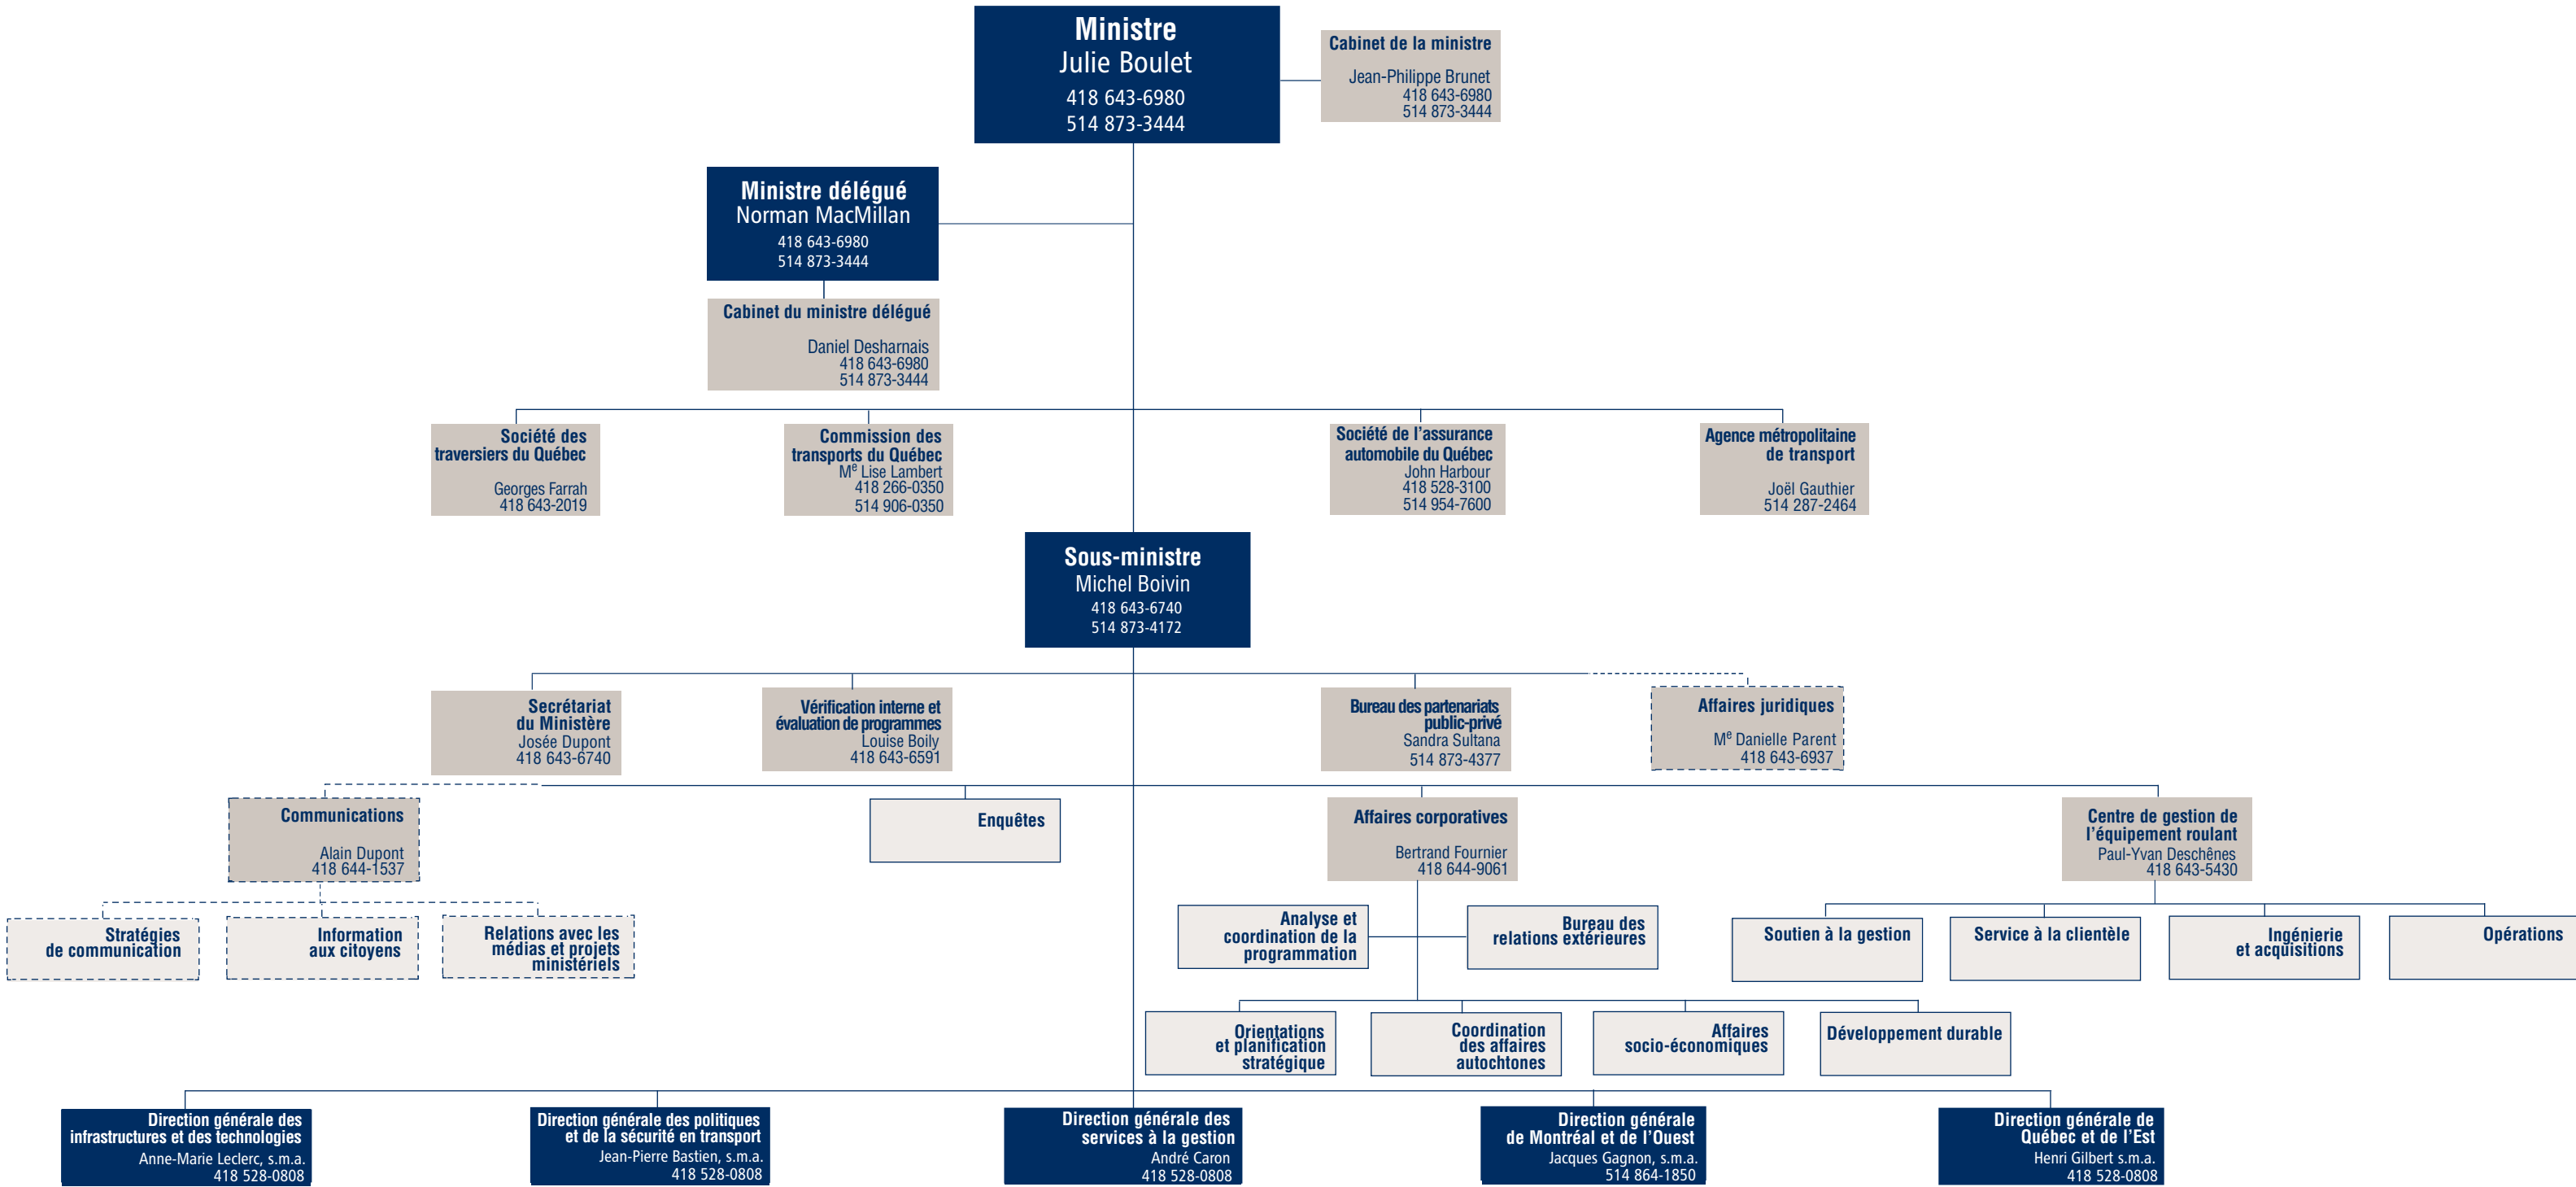 Ministre
Julie Boulet
418 643-6980
514 873-3444
Cabinet de la ministre
Jean-Philippe Brunet
418 643-6980
514 873-3444
Ministre délégué
Norman MacMillan
418 643-6980
514 873-3444
Cabinet du ministre délégué
Daniel Desharnais
418 643-6980
514 873-3444
Société des
traversiers du Québec
Georges Farrah
418 643-2019
Commission des
transports du Québec
Me Lise Lambert
418 266-0350
514 906-0350
Société de l'assurance
automobile du Québec
John Harbour
418 528-3100
514 954-7600
Agence métropolitaine
de transport
Joël Gauthier
514 287-2464
Sous-ministre
Michel Boivin
418 643-6740
514 873-4172
Secrétariat
du Ministère
Josée Dupont
418 643-6740
Vérification interne et
évaluation de programmes
Louise Boily
418 643-6591
Bureau des partenariats
public-privé
Sandra Sultana
514 873-4377
Affaires juridiques
Me Danielle Parent
418 643-6937
Communications
Alain Dupont
418 644-1537
Enquêtes
Affaires corporatives
Bertrand Fournier
418 644-9061
Centre de gestion de
l'équipement roulant
Paul-Yvan Deschênes
418 643-5430
Stratégies
de communication
Information
aux citoyens
Relations avec les
médias et projets
ministériels
Analyse et
coordination de la
programmation
Bureau des
relations extérieures
Soutien à la gestion
Service à la clientèle
Ingénierie
et acquisitions
Opérations
Orientations
et planification
stratégique
Coordination
des affaires
autochtones
Affaires
socio-économiques
Développement durable
Direction générale des
infrastructures et des technologies
Anne-Marie Leclerc, s.m.a.
418 528-0808
Direction générale des politiques
et de la sécurité en transport
Jean-Pierre Bastien, s.m.a.
418 528-0808
Direction générale des
services à la gestion
André Caron
418 528-0808
Direction générale
de Montréal et de l'Ouest
Jacques Gagnon, s.m.a.
514 864-1850
Direction générale de
Québec et de l'Est
Henri Gilbert s.m.a.
418 528-0808